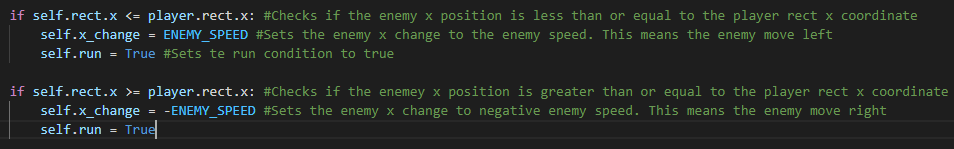 if self.rect.x <= player.rect.x: #Checks if the enemy x position is less than or equal to the player rect x coordinate
    self.x_change = ENEMY_SPEED #Sets the enemy x change to the enemy speed. This means the enemy move left
    self.run = True #Sets te run condition to true

if self.rect.x >= player.rect.x: #Checks if the enemey x position is greater than or equal to the player rect x coordinate
    self.x_change = -ENEMY_SPEED #Sets the enemy x change to negative enemy speed. This means the enemy move right
    self.run = True